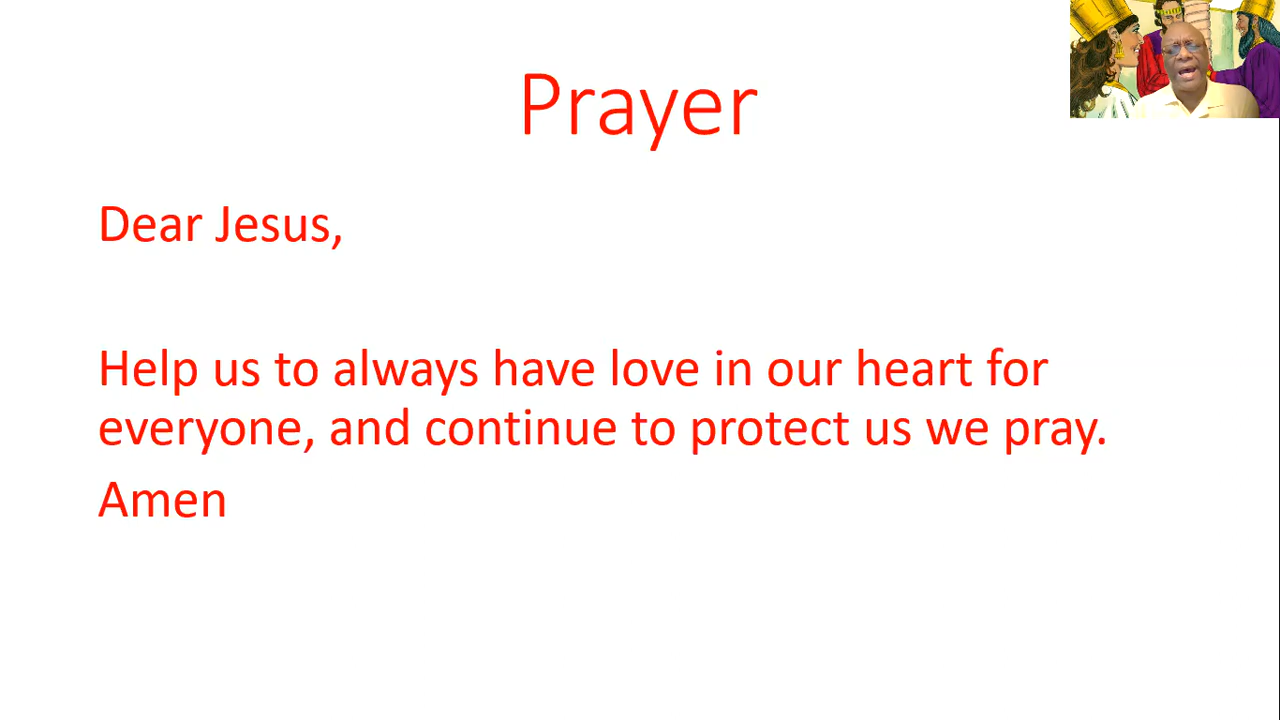 Prayer
Dear Jesus,
Help us to always have love in our heart for
everyone, and continue to protect us we pray.
Amen